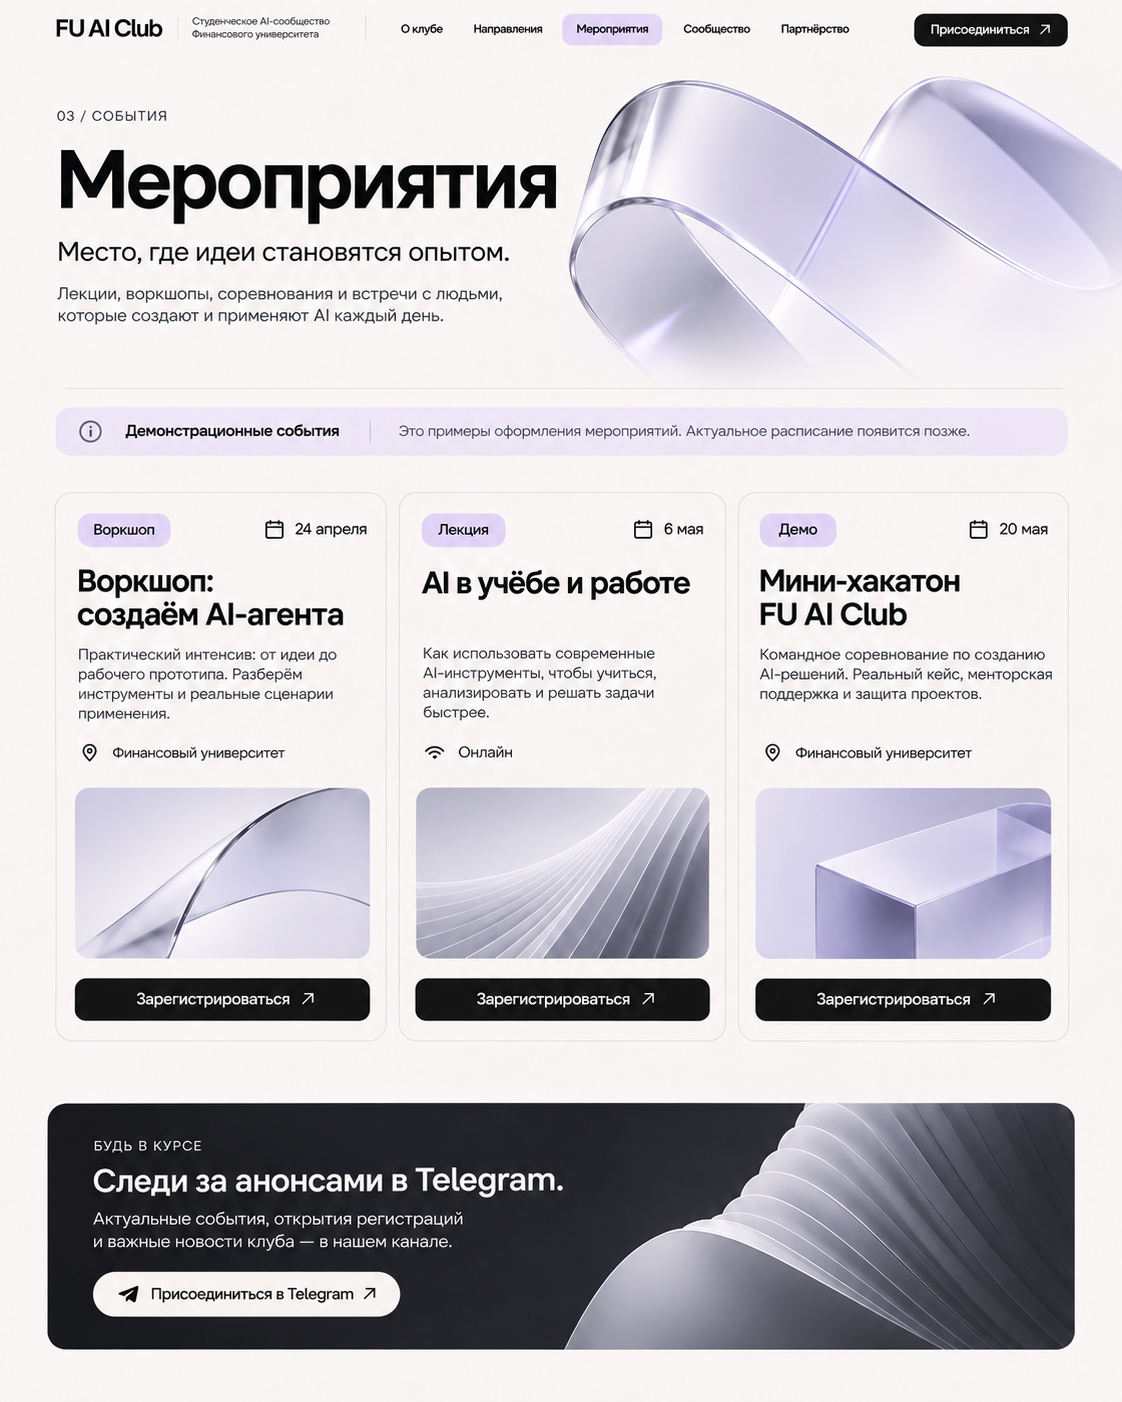 FU AI Club
Студенческое AI-сообщество
Финансового университета
О клубе
Направления
Мероприятия
Сообщество
Партнёрство
Присоединиться
03 / СОБЫТИЯ
Мероприятия
Место, где идеи становятся опытом.
Лекции, воркшопы, соревнования и встречи с людьми,
которые создают и применяют AI каждый день.
Демонстрационные события
Это примеры оформления мероприятий. Актуальное расписание появится позже.
Воркшоп
24 апреля
Воркшоп:
создаём AI-агента
Практический интенсив: от идеи до
рабочего прототипа. Разберём
инструменты и реальные сценарии
применения.
Финансовый университет
Зарегистрироваться
Лекция
6 мая
AI в учёбе и работе
Как использовать современные
AI-инструменты, чтобы учиться,
анализировать и решать задачи
быстрее.
Онлайн
Зарегистрироваться
Демо
20 мая
Мини-хакатон
FU AI Club
Командное соревнование по созданию
AI-решений. Реальный кейс, менторская
поддержка и защита проектов.
Финансовый университет
Зарегистрироваться
БУДЬ В КУРСЕ
Следи за анонсами в Telegram.
Актуальные события, открытия регистраций
и важные новости клуба — в нашем канале.
Присоединиться в Telegram